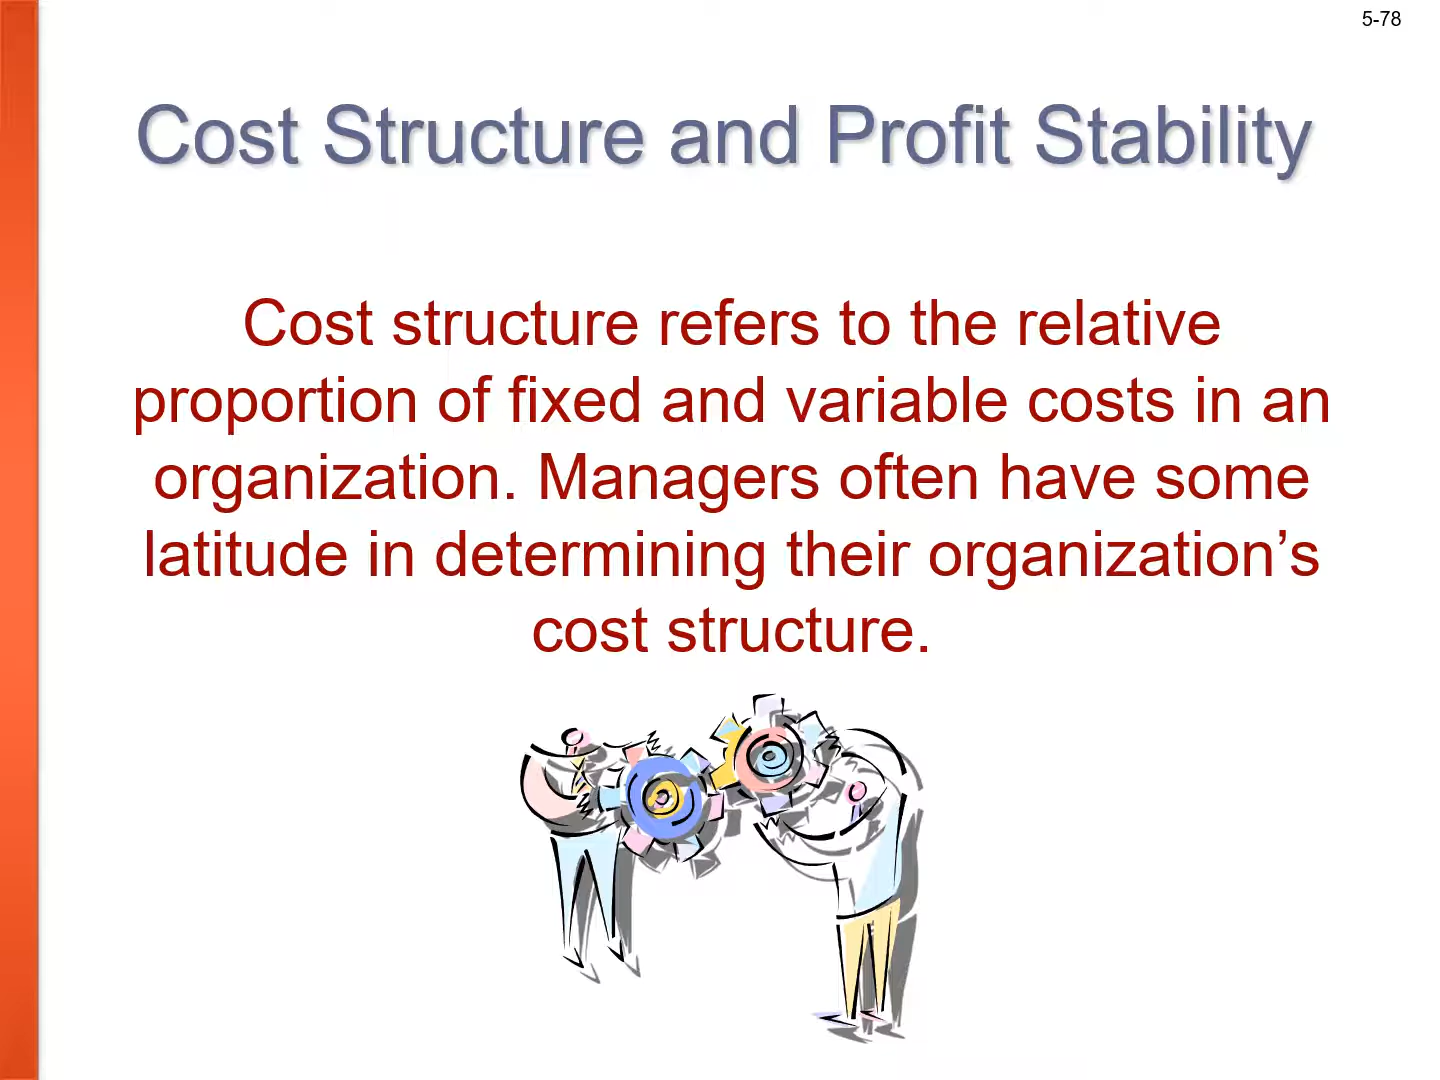 5-78
Cost Structure and Profit Stability
Cost structure refers to the relative
proportion of fixed and variable costs in an
organization. Managers often have some
latitude in determining their organization’s
cost structure.